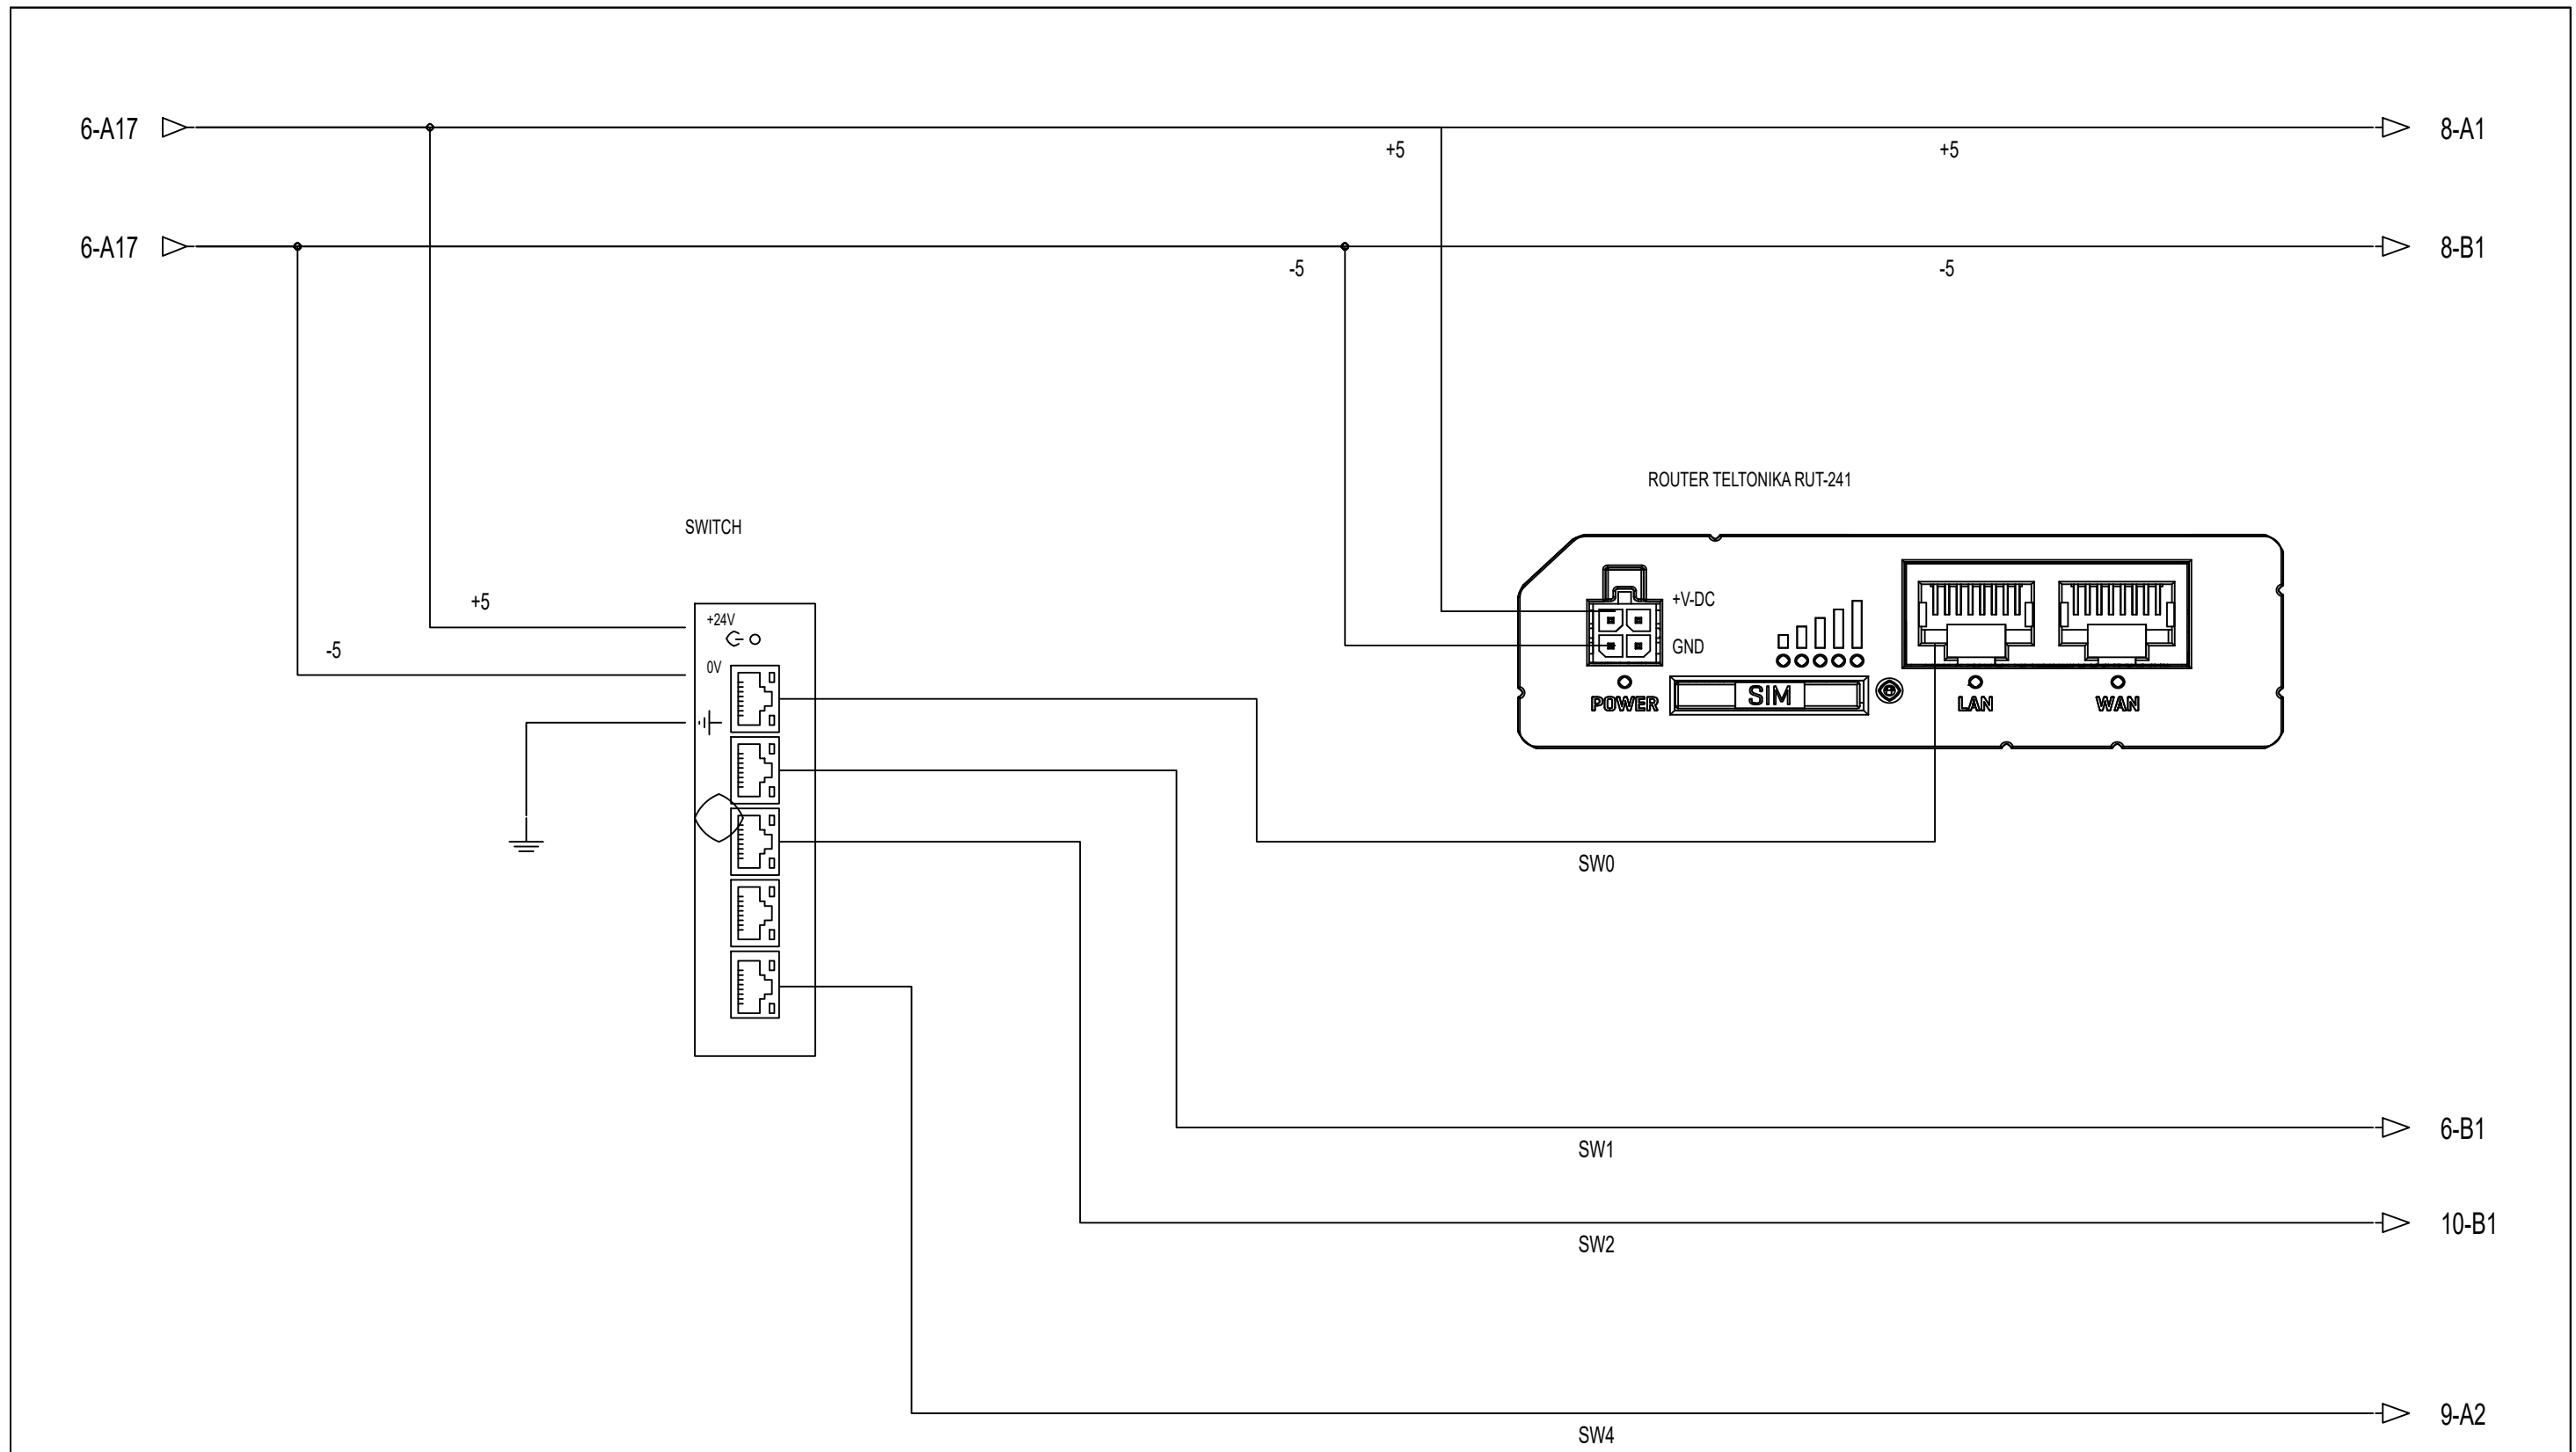 6-A17
8-A1
+5
+5
6-A17
8-B1
-5
-5
ROUTER TELTONIKA RUT-241
SWITCH
+5
+24V
+V-DC
-5
0V
GND
POWER
SIM
LAN
WAN
SW0
6-B1
SW1
10-B1
SW2
9-A2
SW4